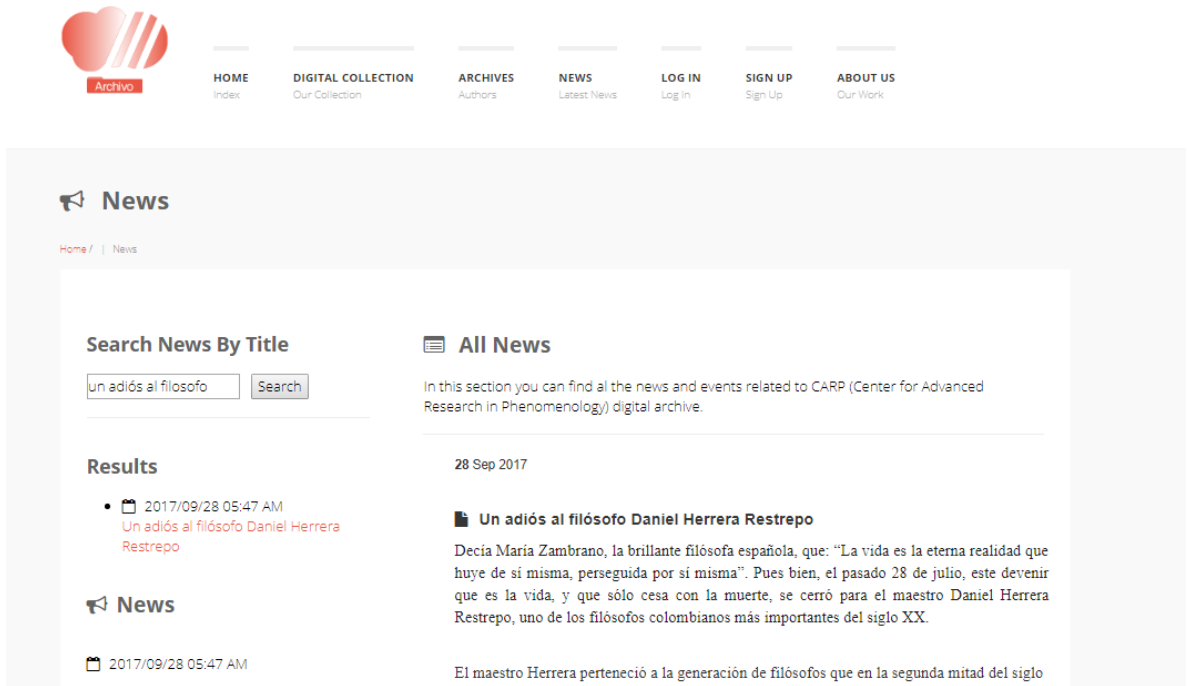 Archivo
HOME
Index
DIGITAL COLLECTION
Our Collection
ARCHIVES
Authors
NEWS
Latest News
LOG IN
Log In
SIGN UP
Sign Up
ABOUT US
Our Work
News
Home / | News
Search News By Title
un adiós al filosofo
Search
Results
2017/09/28 05:47 AM
Un adiós al filósofo Daniel Herrera
Restrepo
News
2017/09/28 05:47 AM
All News
In this section you can find al the news and events related to CARP (Center for Advanced
Research in Phenomenology) digital archive.
28 Sep 2017
Un adiós al filósofo Daniel Herrera Restrepo
Decía María Zambrano, la brillante filósofa española, que: “La vida es la eterna realidad que
huye de sí misma, perseguida por sí misma”. Pues bien, el pasado 28 de julio, este devenir
que es la vida, y que sólo cesa con la muerte, se cerró para el maestro Daniel Herrera
Restrepo, uno de los filósofos colombianos más importantes del siglo XX.
El maestro Herrera perteneció a la generación de filósofos que en la segunda mitad del siglo